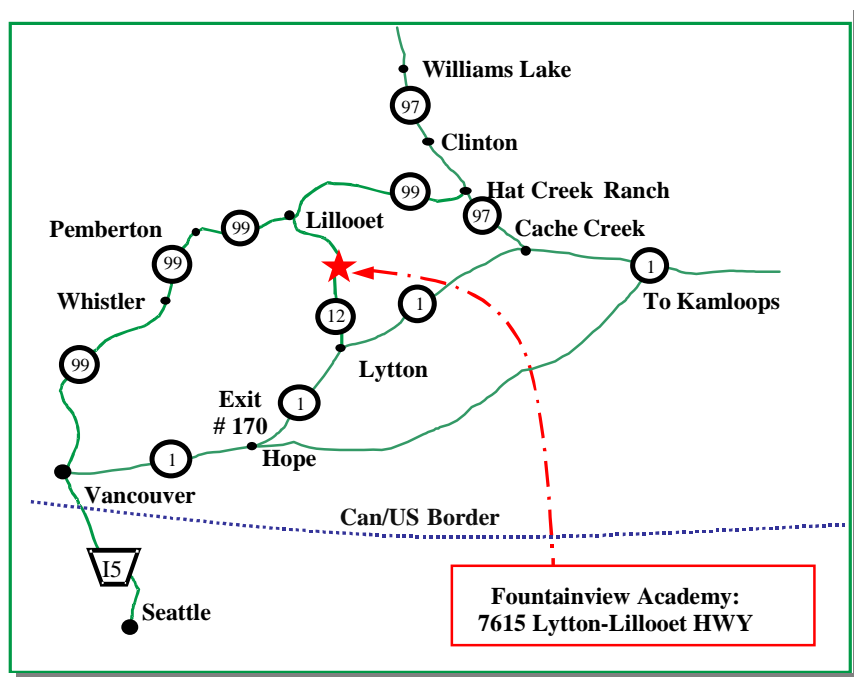 Williams Lake
97
Clinton
99
Hat Creek Ranch
97
Lillooet
Cache Creek
Pemberton
99
99
1
Whistler
To Kamloops
1
12
99
Lytton
Exit
# 170
1
Hope
1
Vancouver
Can/US Border
I5
Seattle
Fountainview Academy:
7615 Lytton-Lillooet HWY